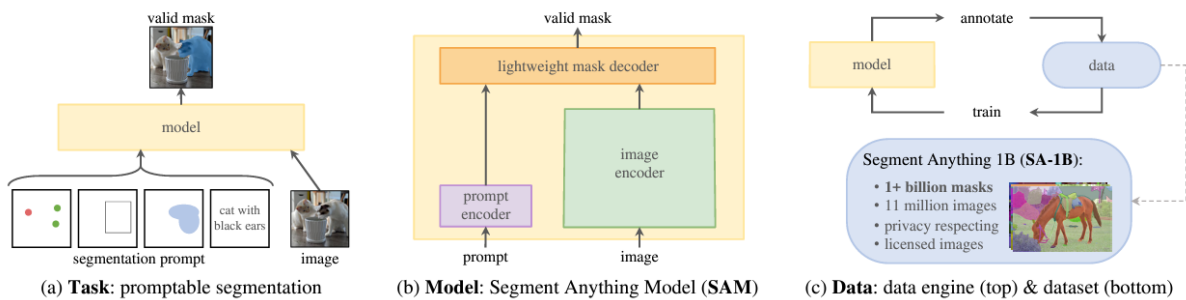 valid mask
model
cat with
black ears
segmentation prompt
image
(a) Task: promptable segmentation
valid mask
lightweight mask decoder
image
encoder
prompt
encoder
prompt
image
(b) Model: Segment Anything Model (SAM)
annotate
model
data
train
Segment Anything 1B (SA-1B):
• 1+ billion masks
• 11 million images
• privacy respecting
• licensed images
(c) Data: data engine (top) & dataset (bottom)